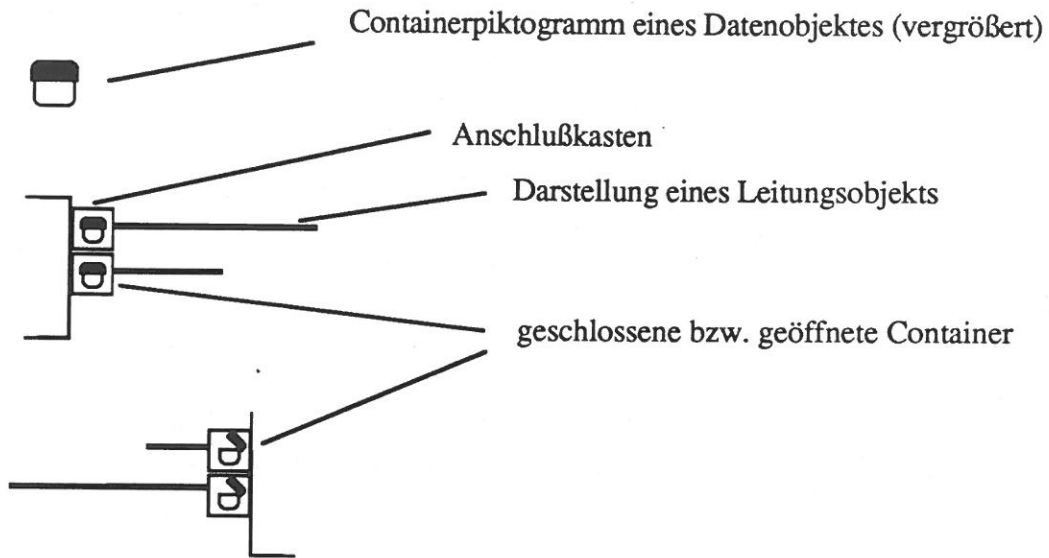 Containerpiktogramm eines Datenobjektes (vergrößert)
Anschlußkasten
Darstellung eines Leitungsobjekts
geschlossene bzw. geöffnete Container